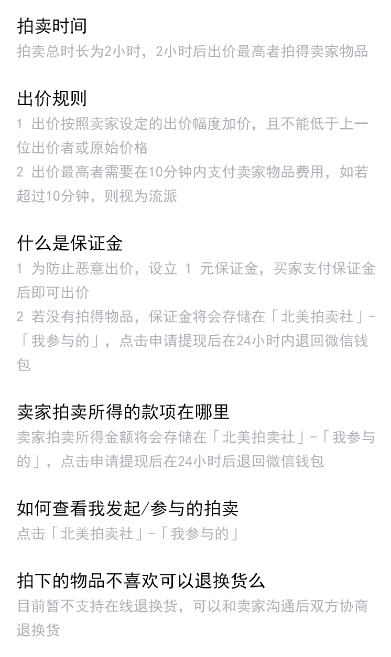 拍卖时间
拍卖总时长为2小时，2小时后出价最高者拍得卖家物品
出价规则
1 出价按照卖家设定的出价幅度加价，且不能低于上一
位出价者或原始价格
2 出价最高者需要在10分钟内支付卖家物品费用，如若
超过10分钟，则视为流派
什么是保证金
1 为防止恶意出价，设立 1 元保证金，买家支付保证金
后即可出价
2 若没有拍得物品，保证金将会存储在「北美拍卖社」-
「我参与的」，点击申请提现后在24小时内退回微信钱
包
卖家拍卖所得的款项在哪里
卖家拍卖所得金额将会存储在「北美拍卖社」-「我参与
的」，点击申请提现后在24小时后退回微信钱包
如何查看我发起/参与的拍卖
点击「北美拍卖社」-「我参与的」
拍下的物品不喜欢可以退换货么
目前暂不支持在线退换货，可以和卖家沟通后双方协商
退换货